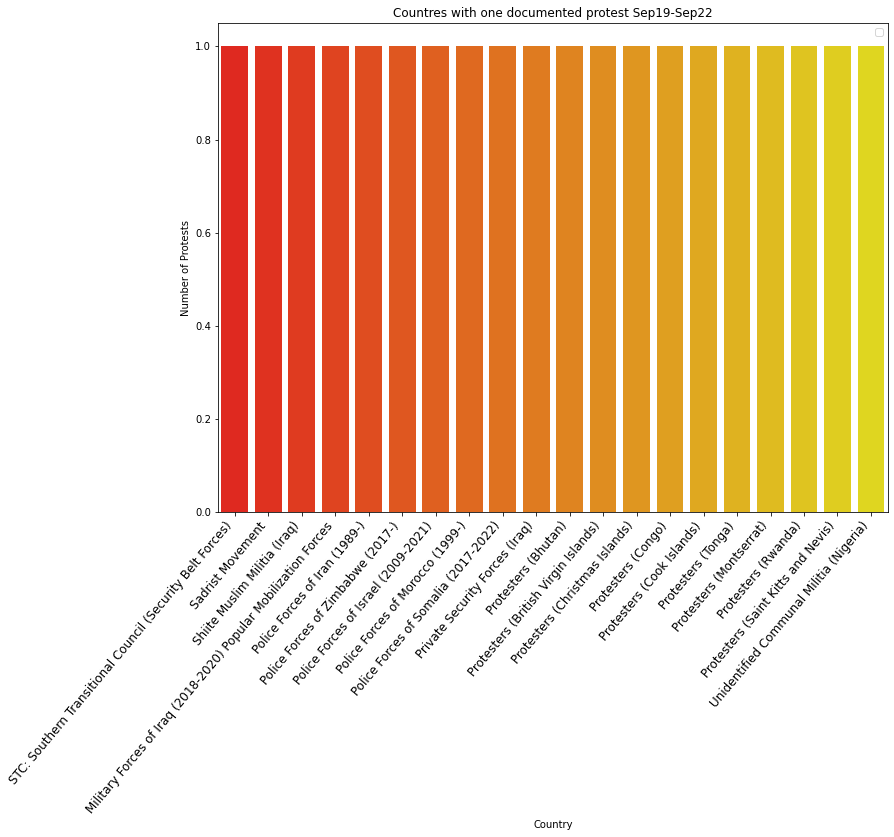 Countres with one documented protest Sep19-Sep22
Number of Protests
1.0
0.8
0.6
0.4
0.2
0.0
STC: Southern Transitional Council (Security Belt Forces)
Sadrist Movement
Shiite Muslim Militia (Iraq)
Military Forces of Iraq (2018-2020) Popular Mobilization Forces
Police Forces of Iran (1989-)
Police Forces of Zimbabwe (2017-)
Police Forces of Israel (2009-2021)
Police Forces of Morocco (1999-)
Police Forces of Somalia (2017-2022)
Private Security Forces (Iraq)
Protesters (Bhutan)
Protesters (British Virgin Islands)
Protesters (Christmas Islands)
Protesters (Congo)
Protesters (Cook Islands)
Protesters (Tonga)
Protesters (Montserrat)
Protesters (Rwanda)
Protesters (Saint Kitts and Nevis)
Unidentified Communal Militia (Nigeria)
Country